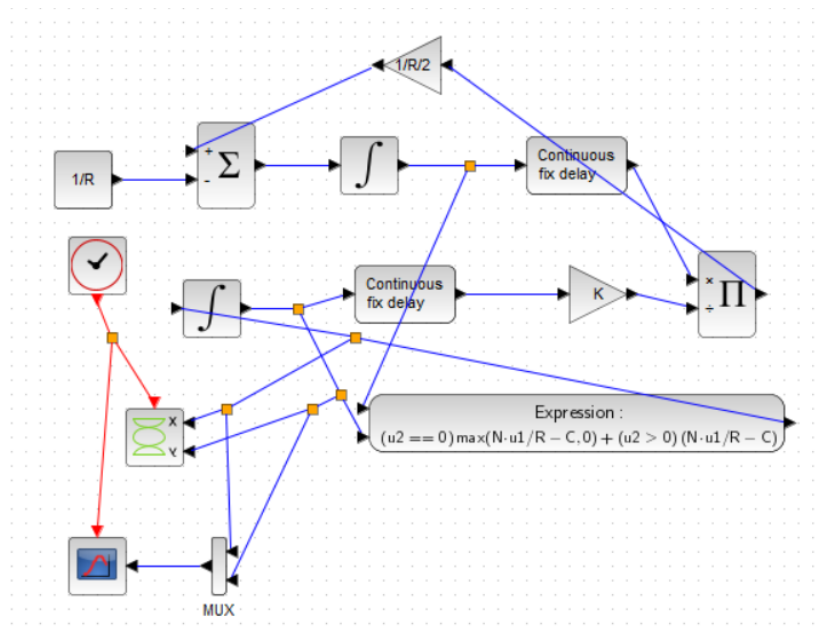 1/R/2
+
-
Σ
∫
Continuous
fix delay
1/R
∫
Continuous
fix delay
K
×
÷
Π
X
Y
Expression :
(u2 == 0) max(N·u1/R − C, 0) + (u2 > 0) (N·u1/R − C)
MUX